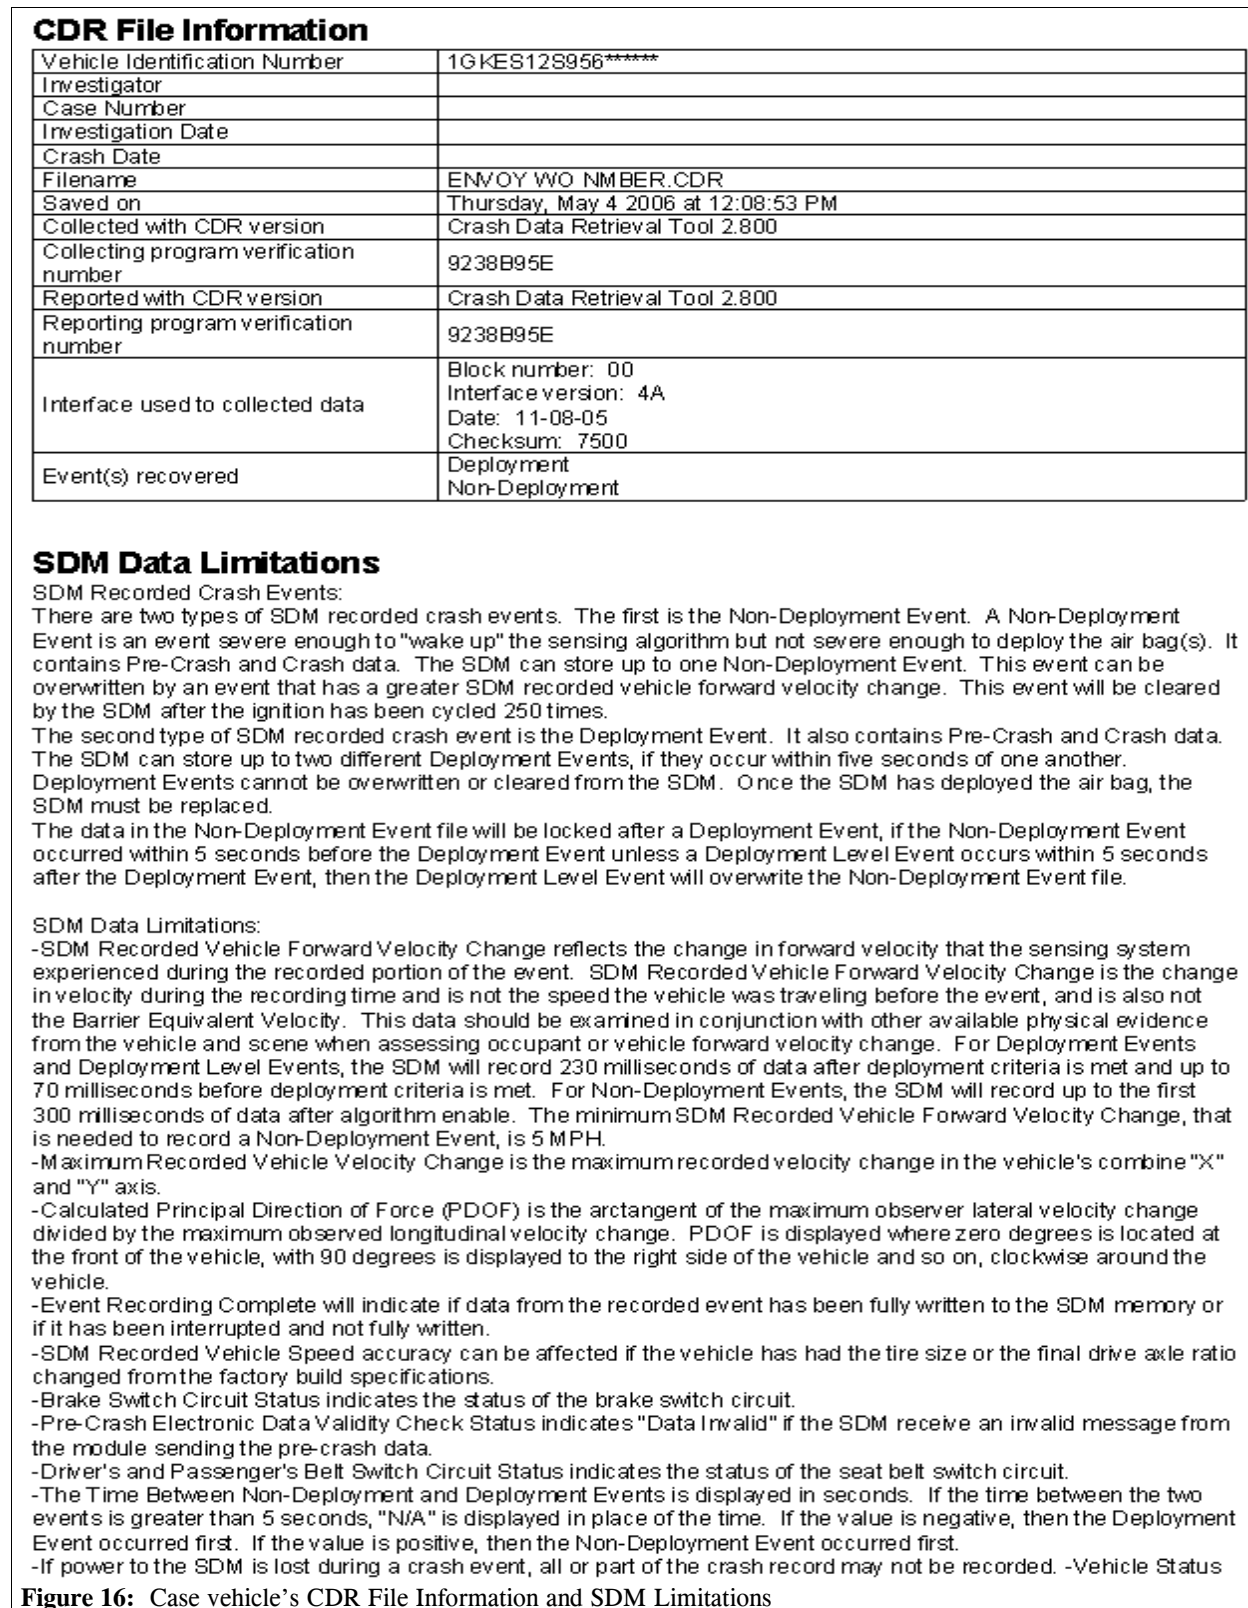 CDR File Information
Vehicle Identification Number 1GKES12S956******
Investigator
Case Number
Investigation Date
Crash Date
Filename ENVOY WO NMBER.CDR
Saved on Thursday, May 4 2006 at 12:08:53 PM
Collected with CDR version Crash Data Retrieval Tool 2.800
Collecting program verification
number 9238B95E
Reported with CDR version Crash Data Retrieval Tool 2.800
Reporting program verification
number 9238B95E
Interface used to collected data
Block number: 00
Interface version: 4A
Date: 11-08-05
Checksum: 7500
Event(s) recovered
Deployment
Non-Deployment
SDM Data Limitations
SDM Recorded Crash Events:
There are two types of SDM recorded crash events. The first is the Non-Deployment Event. A Non-Deployment
Event is an event severe enough to "wake up" the sensing algorithm but not severe enough to deploy the air bag(s). It
contains Pre-Crash and Crash data. The SDM can store up to one Non-Deployment Event. This event can be
overwritten by an event that has a greater SDM recorded vehicle forward velocity change. This event will be cleared
by the SDM after the ignition has been cycled 250 times.
The second type of SDM recorded crash event is the Deployment Event. It also contains Pre-Crash and Crash data.
The SDM can store up to two different Deployment Events, if they occur within five seconds of one another.
Deployment Events cannot be overwritten or cleared from the SDM. Once the SDM has deployed the air bag, the
SDM must be replaced.
The data in the Non-Deployment Event file will be locked after a Deployment Event, if the Non-Deployment Event
occurred within 5 seconds before the Deployment Event unless a Deployment Level Event occurs within 5 seconds
after the Deployment Event, then the Deployment Level Event will overwrite the Non-Deployment Event file.
SDM Data Limitations:
-SDM Recorded Vehicle Forward Velocity Change reflects the change in forward velocity that the sensing system
experienced during the recorded portion of the event. SDM Recorded Vehicle Forward Velocity Change is the change
in velocity during the recording time and is not the speed the vehicle was traveling before the event, and is also not
the Barrier Equivalent Velocity. This data should be examined in conjunction with other available physical evidence
from the vehicle and scene when assessing occupant or vehicle forward velocity change. For Deployment Events
and Deployment Level Events, the SDM will record 230 milliseconds of data after deployment criteria is met and up to
70 milliseconds before deployment criteria is met. For Non-Deployment Events, the SDM will record up to the first
300 milliseconds of data after algorithm enable. The minimum SDM Recorded Vehicle Forward Velocity Change, that
is needed to record a Non-Deployment Event, is 5 MPH.
-Maximum Recorded Vehicle Velocity Change is the maximum recorded velocity change in the vehicle's combine "X"
and "Y" axis.
-Calculated Principal Direction of Force (PDOF) is the arctangent of the maximum observer lateral velocity change
divided by the maximum observed longitudinal velocity change. PDOF is displayed where zero degrees is located at
the front of the vehicle, with 90 degrees is displayed to the right side of the vehicle and so on, clockwise around the
vehicle.
-Event Recording Complete will indicate if data from the recorded event has been fully written to the SDM memory or
if it has been interrupted and not fully written.
-SDM Recorded Vehicle Speed accuracy can be affected if the vehicle has had the tire size or the final drive axle ratio
changed from the factory build specifications.
-Brake Switch Circuit Status indicates the status of the brake switch circuit.
-Pre-Crash Electronic Data Validity Check Status indicates "Data Invalid" if the SDM receive an invalid message from
the module sending the pre-crash data.
-Driver's and Passenger's Belt Switch Circuit Status indicates the status of the seat belt switch circuit.
-The Time Between Non-Deployment and Deployment Events is displayed in seconds. If the time between the two
events is greater than 5 seconds, "N/A" is displayed in place of the time. If the value is negative, then the Deployment
Event occurred first. If the value is positive, then the Non-Deployment Event occurred first.
-If power to the SDM is lost during a crash event, all or part of the crash record may not be recorded. -Vehicle Status
Figure 16: Case vehicle's CDR File Information and SDM Limitations